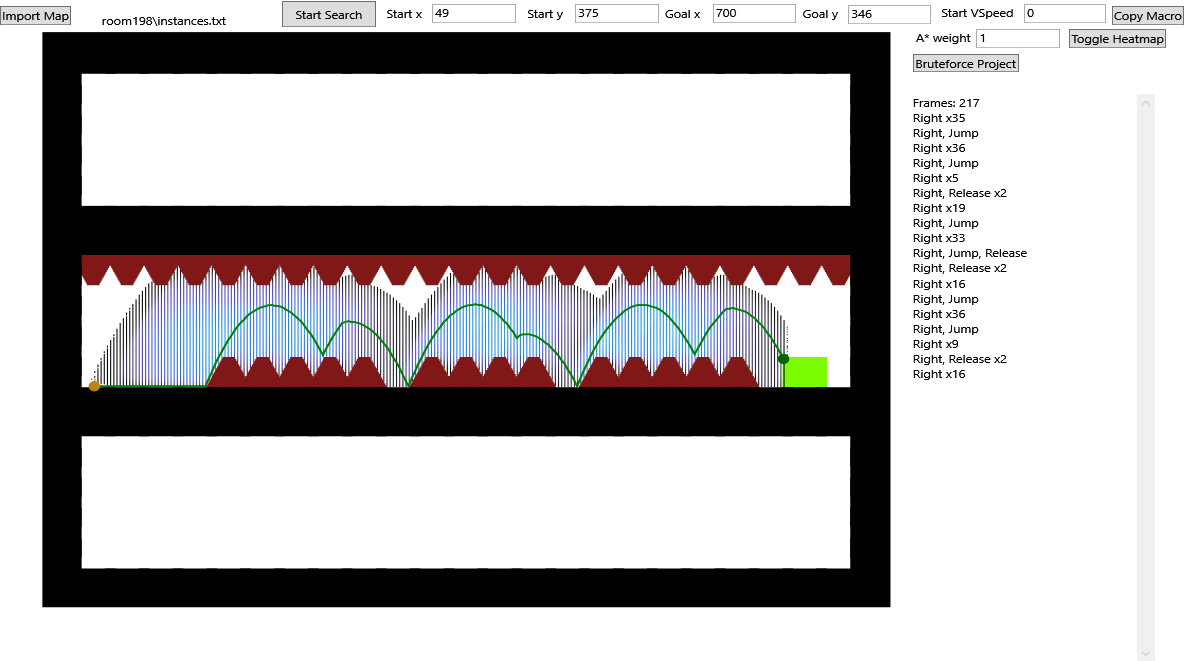 Import Map
room198\instances.txt
Start Search
Start x 49
Start y 375
Goal x 700
Goal y 346
Start VSpeed 0
Copy Macro
A* weight 1
Toggle Heatmap
Bruteforce Project
Frames: 217
Right x35
Right, Jump
Right x36
Right, Jump
Right x5
Right, Release x2
Right x19
Right, Jump
Right x33
Right, Jump, Release
Right, Release x2
Right x16
Right, Jump
Right x36
Right, Jump
Right x9
Right, Release x2
Right x16